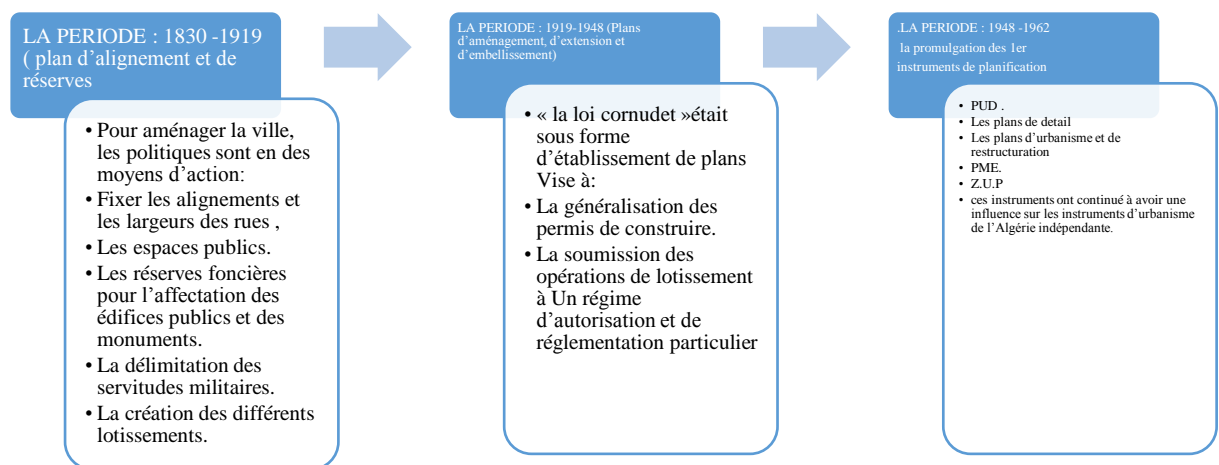 LA PERIODE : 1830 -1919
( plan d’alignement et de
réserves
• Pour aménager la ville,
les politiques sont en des
moyens d’action:
• Fixer les alignements et
les largeurs des rues ,
• Les espaces publics.
• Les réserves foncières
pour l’affectation des
édifices publics et des
monuments.
• La délimitation des
servitudes militaires.
• La création des différents
lotissements.
LA PERIODE : 1919-1948 (Plans
d’aménagement, d’extension et
d’embellissement)
• « la loi cornudet »était
sous forme
d’établissement de plans
Vise à:
• La généralisation des
permis de construire.
• La soumission des
opérations de lotissement
à Un régime
d’autorisation et de
réglementation particulier
.LA PERIODE : 1948 -1962
la promulgation des 1er
instruments de planification
• PUD .
• Les plans de detail
• Les plans d’urbanisme et de
restructuration
• PME.
• Z.U.P
• ces instruments ont continué à avoir une
influence sur les instruments d’urbanisme
de l’Algérie indépendante.